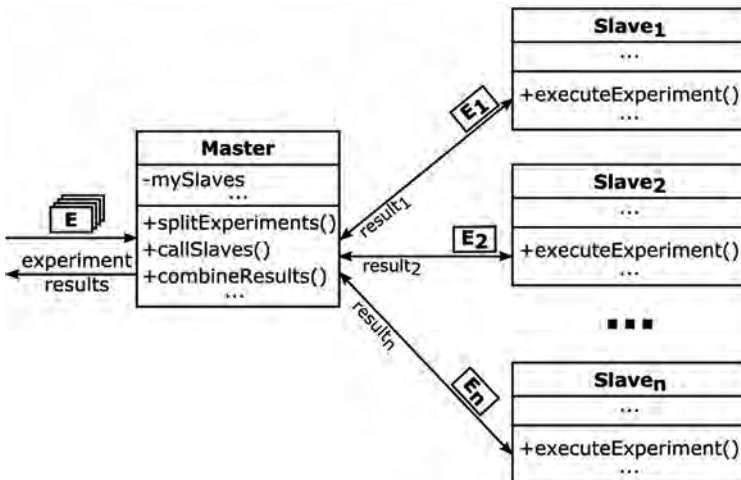 Slave1
...
+executeExperiment()
...
E1
Master
-mySlaves
...
+splitExperiments()
+callSlaves()
+combineResults()
...
E
experiment
results
result1
Slave2
...
+executeExperiment()
...
E2
result2
...
resultn
En
Slaven
...
+executeExperiment()
...